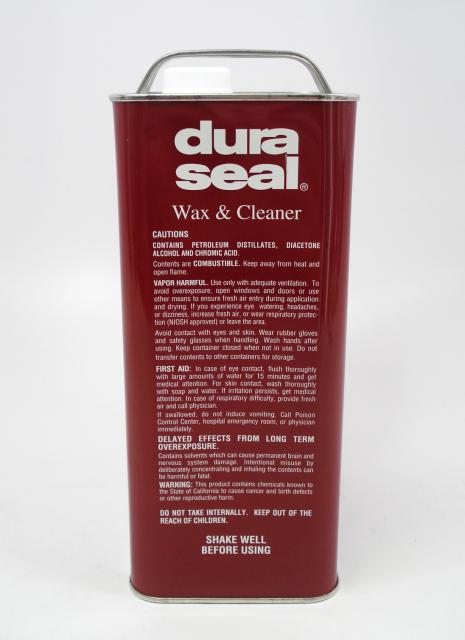 dura
seal®
Wax & Cleaner
CAUTIONS
CONTAINS PETROLEUM DISTILLATES, DIACETONE
ALCOHOL AND CHROMIC ACID.
Contents are COMBUSTIBLE. Keep away from heat and
open flame.
VAPOR HARMFUL. Use only with adequate ventilation. To
avoid overexposure, open windows and doors or use
other means to ensure fresh air entry during application
and drying. If you experience eye watering, headaches,
or dizziness, increase fresh air, or wear respiratory protec-
tion (NIOSH approved) or leave the area.
Avoid contact with eyes and skin. Wear rubber gloves
and safety glasses when handling. Wash hands after
using. Keep container closed when not in use. Do not
transfer contents to other containers for storage.
FIRST AID: In case of eye contact, flush thoroughly
with large amounts of water for 15 minutes and get
medical attention. For skin contact, wash thoroughly
with soap and water. If irritation persists, get medical
attention. In case of respiratory difficulty, provide fresh
air and call physician.
If swallowed, do not induce vomiting. Call Poison
Control Center, hospital emergency room, or physician
immediately.
DELAYED EFFECTS FROM LONG TERM
OVEREXPOSURE.
Contains solvents which can cause permanent brain and
nervous system damage. Intentional misuse by
deliberately concentrating and inhaling the contents can
be harmful or fatal.
WARNING: This product contains chemicals known to
the State of California to cause cancer and birth defects
or other reproductive harm.
DO NOT TAKE INTERNALLY. KEEP OUT OF THE
REACH OF CHILDREN.
SHAKE WELL
BEFORE USING